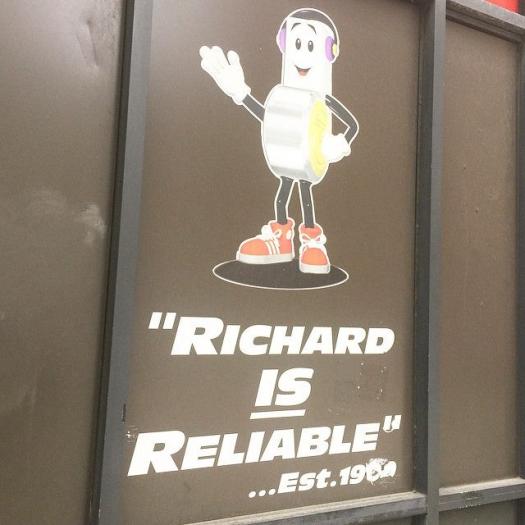 "RICHARD
IS
RELIABLE"
...EST.